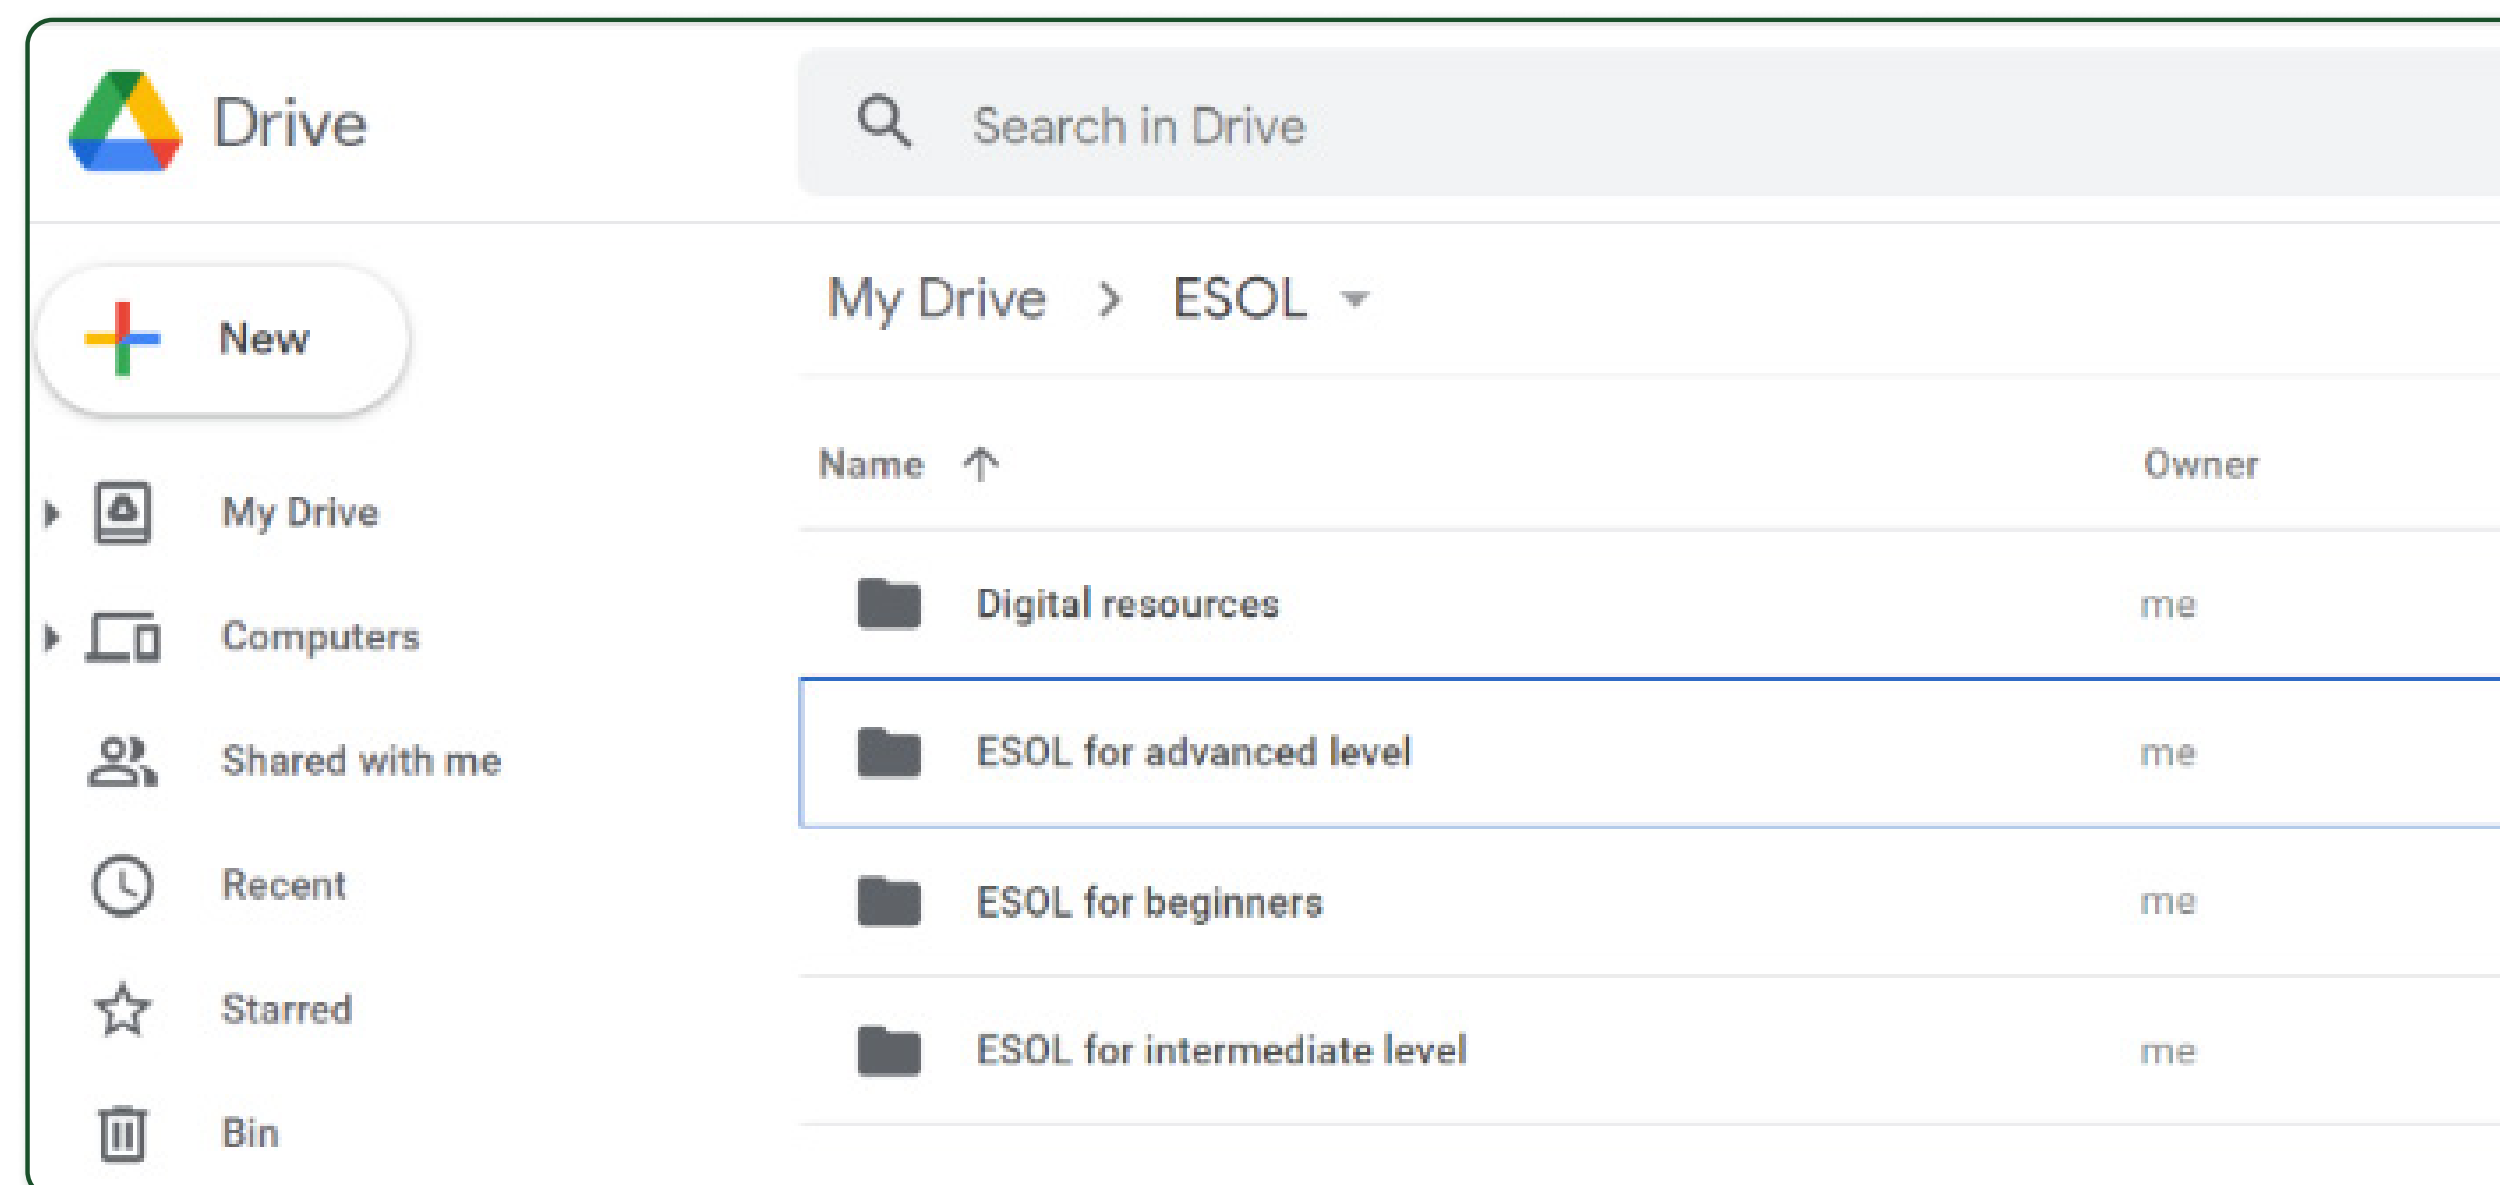 Drive
Search in Drive
New
My Drive
Computers
Shared with me
Recent
Starred
Bin
My Drive > ESOL
Name Owner
Digital resources me
ESOL for advanced level me
ESOL for beginners me
ESOL for intermediate level me